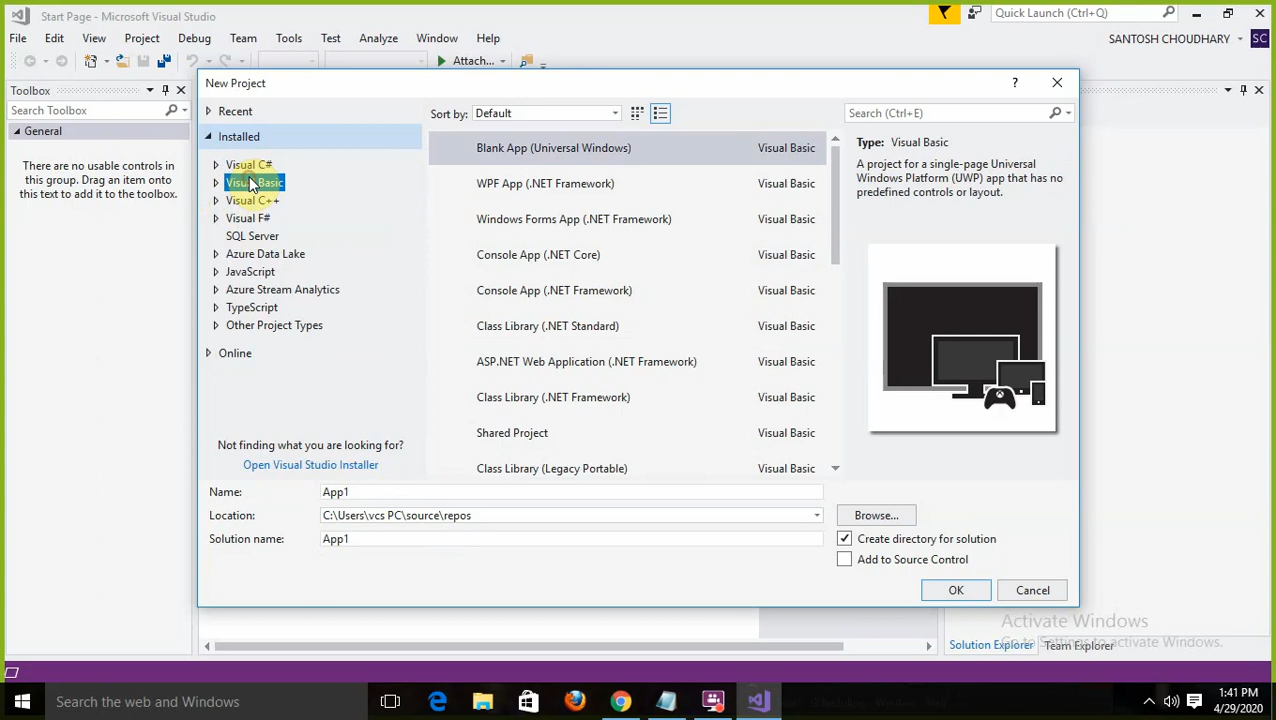 Start Page - Microsoft Visual Studio
Quick Launch (Ctrl+Q)
File Edit View Project Debug Team Tools Test Analyze Window Help
SANTOSH CHOUDHARY SC
Attach...
Toolbox
Search Toolbox
General
There are no usable controls in
this group. Drag an item onto
this text to add it to the toolbox.
New Project
?
Recent
Installed
Visual C#
Visual Basic
Visual C++
Visual F#
SQL Server
Azure Data Lake
JavaScript
Azure Stream Analytics
TypeScript
Other Project Types
Online
Not finding what you are looking for?
Open Visual Studio Installer
Sort by: Default
Blank App (Universal Windows) Visual Basic
WPF App (.NET Framework) Visual Basic
Windows Forms App (.NET Framework) Visual Basic
Console App (.NET Core) Visual Basic
Console App (.NET Framework) Visual Basic
Class Library (.NET Standard) Visual Basic
ASP.NET Web Application (.NET Framework) Visual Basic
Class Library (.NET Framework) Visual Basic
Shared Project Visual Basic
Class Library (Legacy Portable) Visual Basic
Search (Ctrl+E)
Type: Visual Basic
A project for a single-page Universal
Windows Platform (UWP) app that has no
predefined controls or layout.
Name: App1
Location: C:\Users\vcs PC\source\repos
Browse...
Solution name: App1
Create directory for solution
Add to Source Control
OK Cancel
Activate Windows
Go to Settings to activate Windows.
Solution Explorer Team Explorer
Search the web and Windows
1:41 PM
4/29/2020